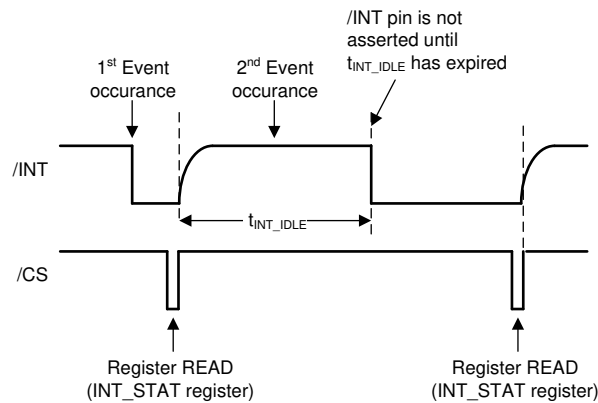 /INT pin is not
asserted until
tINT_IDLE has expired
1st Event
occurance
2nd Event
occurance
/INT
tINT_IDLE
/CS
Register READ
(INT_STAT register)
Register READ
(INT_STAT register)